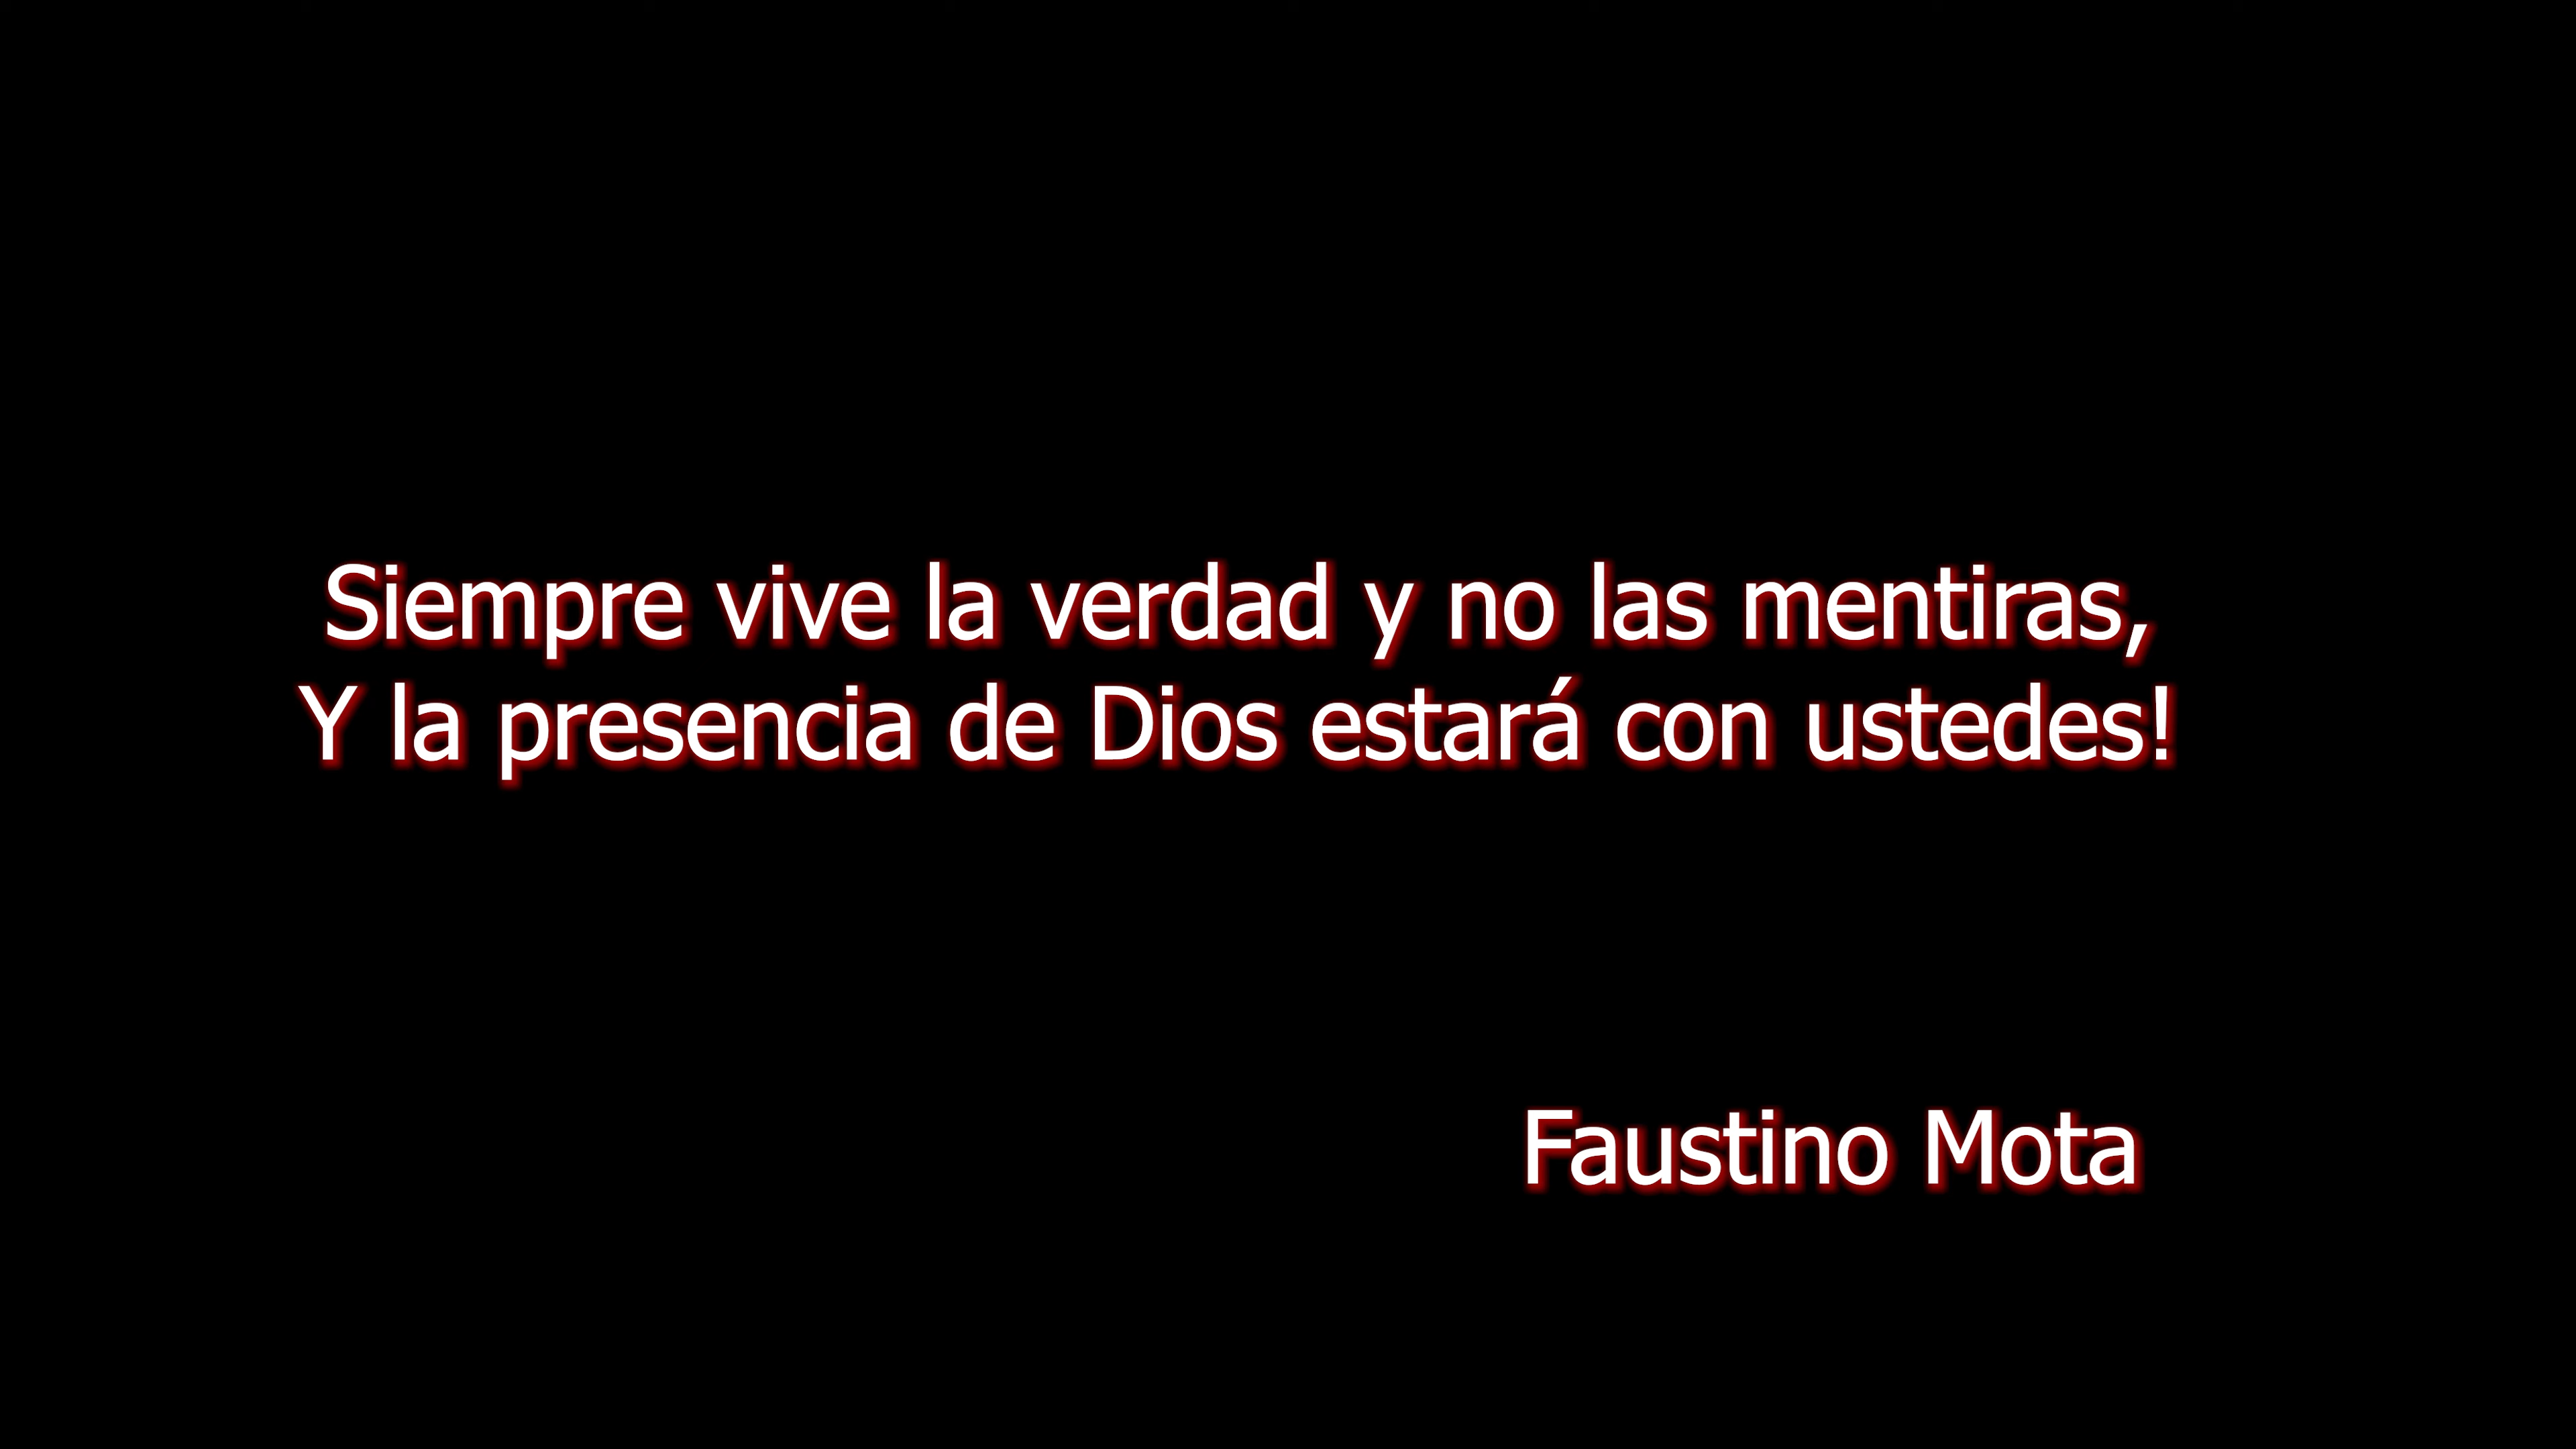 Siempre vive la verdad y no las mentiras,
Y la presencia de Dios estará con ustedes!
Faustino Mota